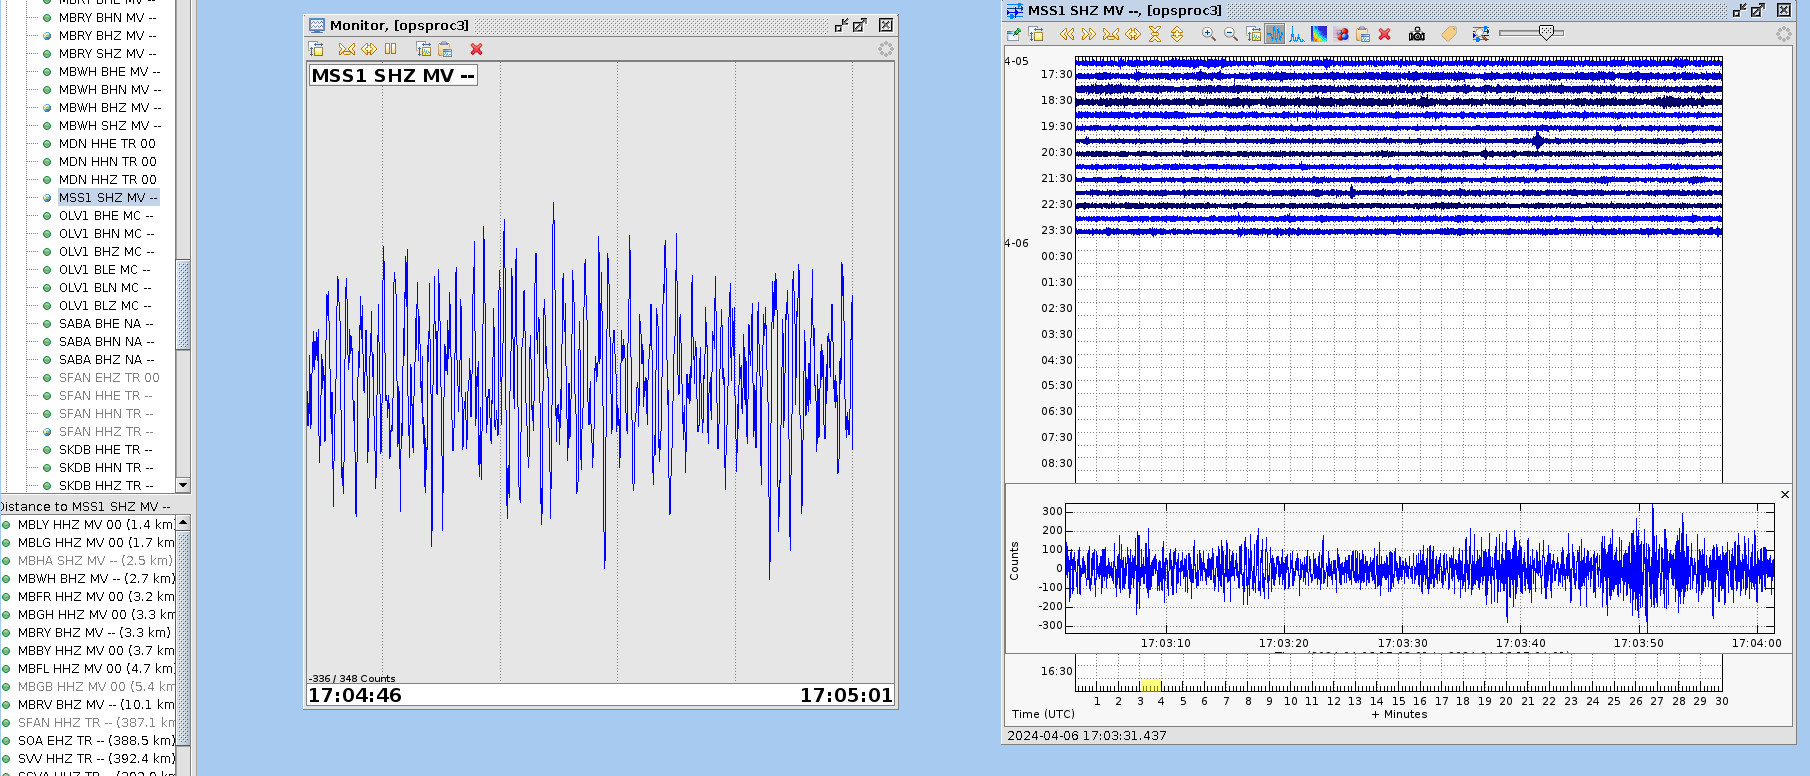 MBRY BHE MV --
MBRY BHN MV --
MBRY BHZ MV --
MBRY SHZ MV --
MBWH BHE MV --
MBWH BHN MV --
MBWH BHZ MV --
MBWH SHZ MV --
MDN HHE TR 00
MDN HHN TR 00
MDN HHZ TR 00
MSS1 SHZ MV --
OLV1 BHE MC --
OLV1 BHN MC --
OLV1 BHZ MC --
OLV1 BLE MC --
OLV1 BLN MC --
OLV1 BLZ MC --
SABA BHE NA --
SABA BHN NA --
SABA BHZ NA --
SFAN EHZ TR 00
SFAN HHE TR --
SFAN HHN TR --
SFAN HHZ TR --
SKDB HHE TR --
SKDB HHN TR --
SKDB HHZ TR --
Distance to MSS1 SHZ MV --
MBLY HHZ MV 00 (1.4 km)
MBLG HHZ MV 00 (1.7 km)
MBHA SHZ MV -- (2.5 km)
MBWH BHZ MV -- (2.7 km)
MBFR HHZ MV 00 (3.2 km
MBGH HHZ MV 00 (3.3 km
MBRY BHZ MV -- (3.3 km)
MBBY HHZ MV 00 (3.7 km
MBFL HHZ MV 00 (4.7 km)
MBGB HHZ MV 00 (5.4 km
MBRV BHZ MV -- (10.1 km
SFAN HHZ TR -- (387.1 km
SOA EHZ TR -- (388.5 km)
SVV HHZ TR -- (392.4 km)
Monitor, [opsproc3]
MSS1 SHZ MV --
-336 / 348 Counts
17:04:46 17:05:01
MSS1 SHZ MV --, [opsproc3]
4-05
17:30
18:30
19:30
20:30
21:30
22:30
23:30
4-06
00:30
01:30
02:30
03:30
04:30
05:30
06:30
07:30
08:30
300
200
100
0
-100
-200
-300
Counts
17:03:10 17:03:20 17:03:30 17:03:40 17:03:50 17:04:00
16:30
1 2 3 4 5 6 7 8 9 10 11 12 13 14 15 16 17 18 19 20 21 22 23 24 25 26 27 28 29 30
Time (UTC) + Minutes
2024-04-06 17:03:31.437